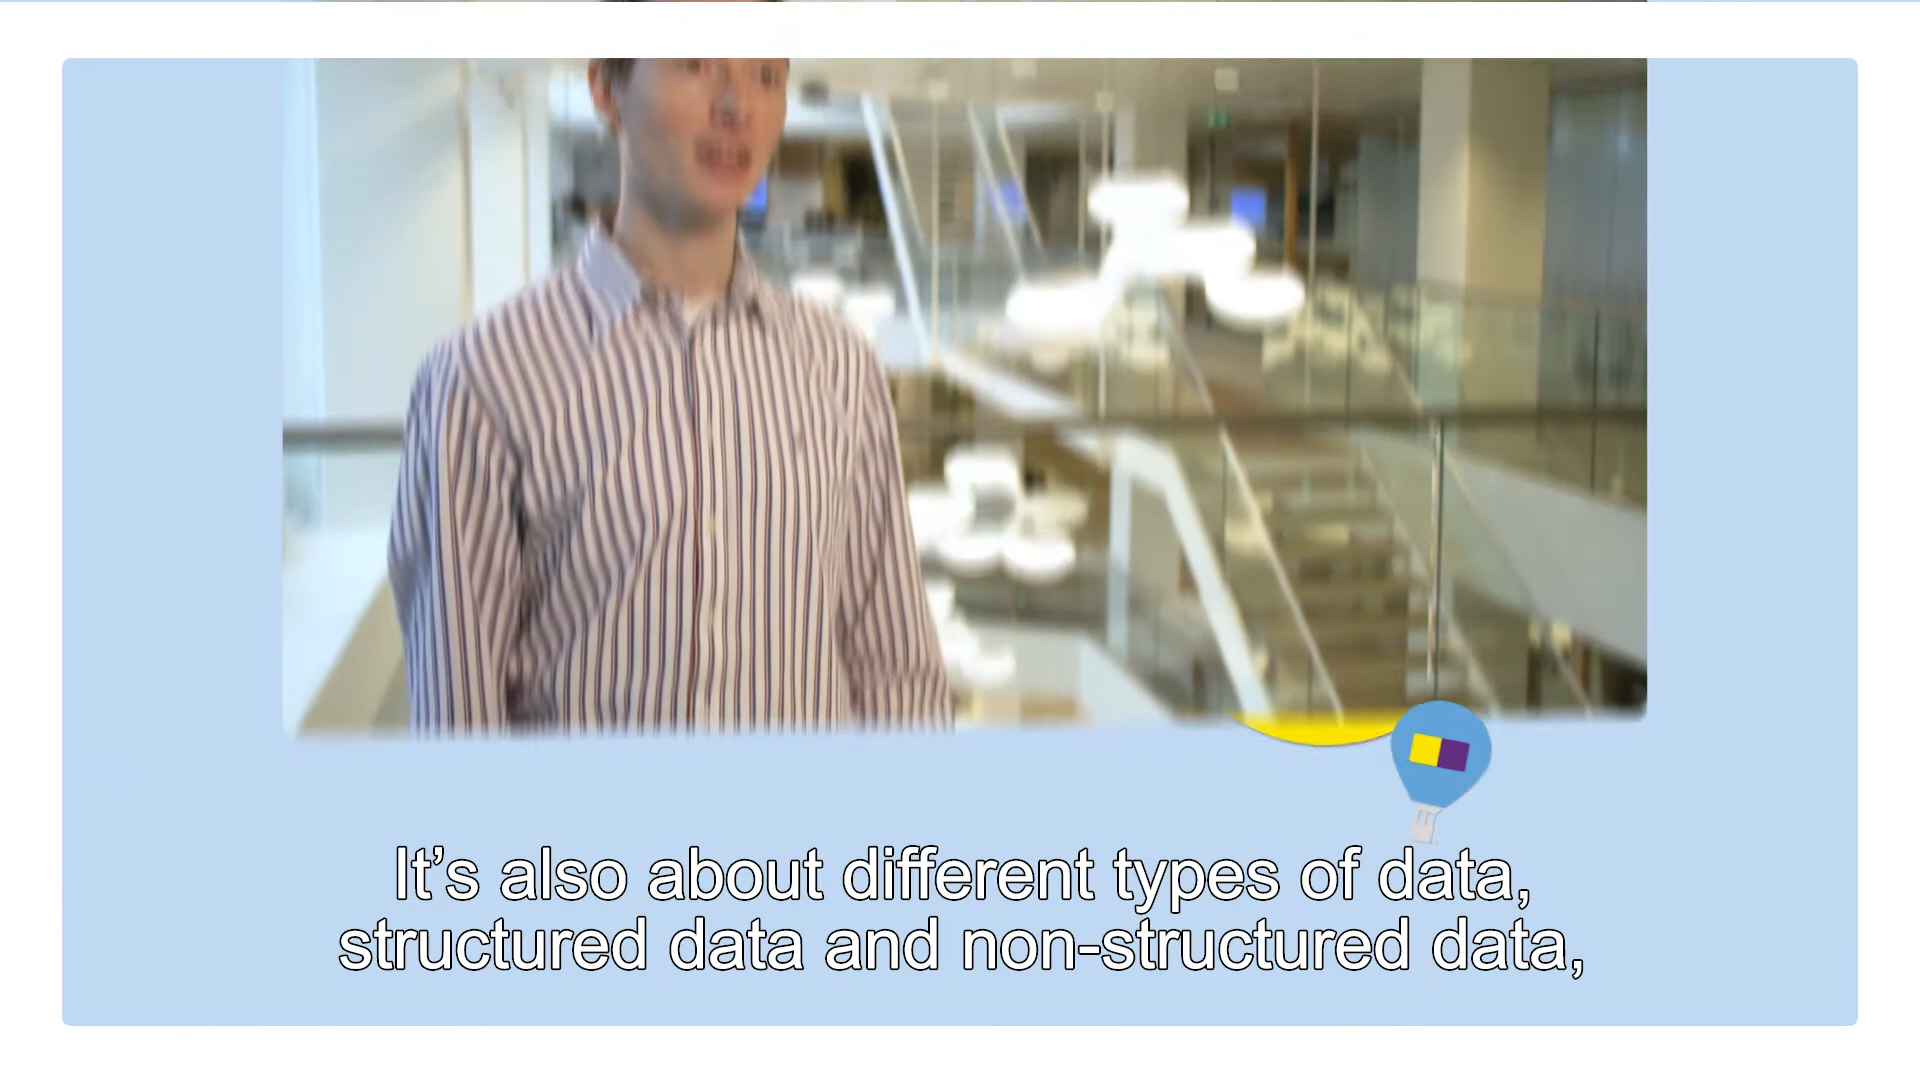 It’s also about different types of data,
structured data and non-structured data,